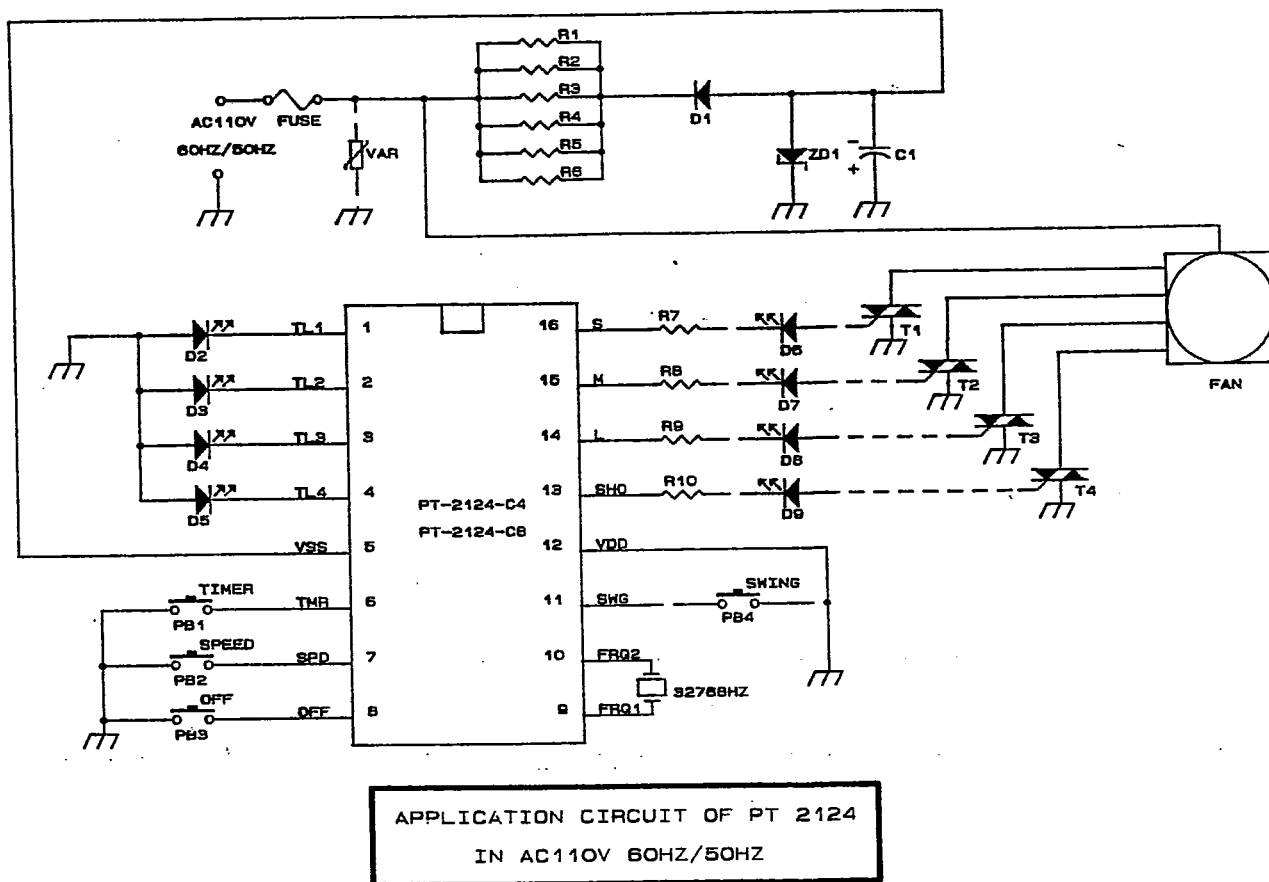 R1
R2
R3
R4
R5
R6
AC110V FUSE
60HZ/50HZ
VAR
D1
ZD1
- C1
+
FAN
D2 TL1 1
D3 TL2 2
D4 TL3 3
D5 TL4 4
VSS 5
TIMER
PB1 TMR 6
SPEED
PB2 SPD 7
OFF
PB3 OFF 8
PT-2124-C4
PT-2124-C8
16 S R7 D6 T1
15 M R8 D7 T2
14 L R9 D8 T3
13 SHO R10 D9 T4
12 VDD
11 SWG SWING
PB4
10 FRQ2
32768HZ
9 FRQ1
APPLICATION CIRCUIT OF PT 2124
IN AC110V 60HZ/50HZ